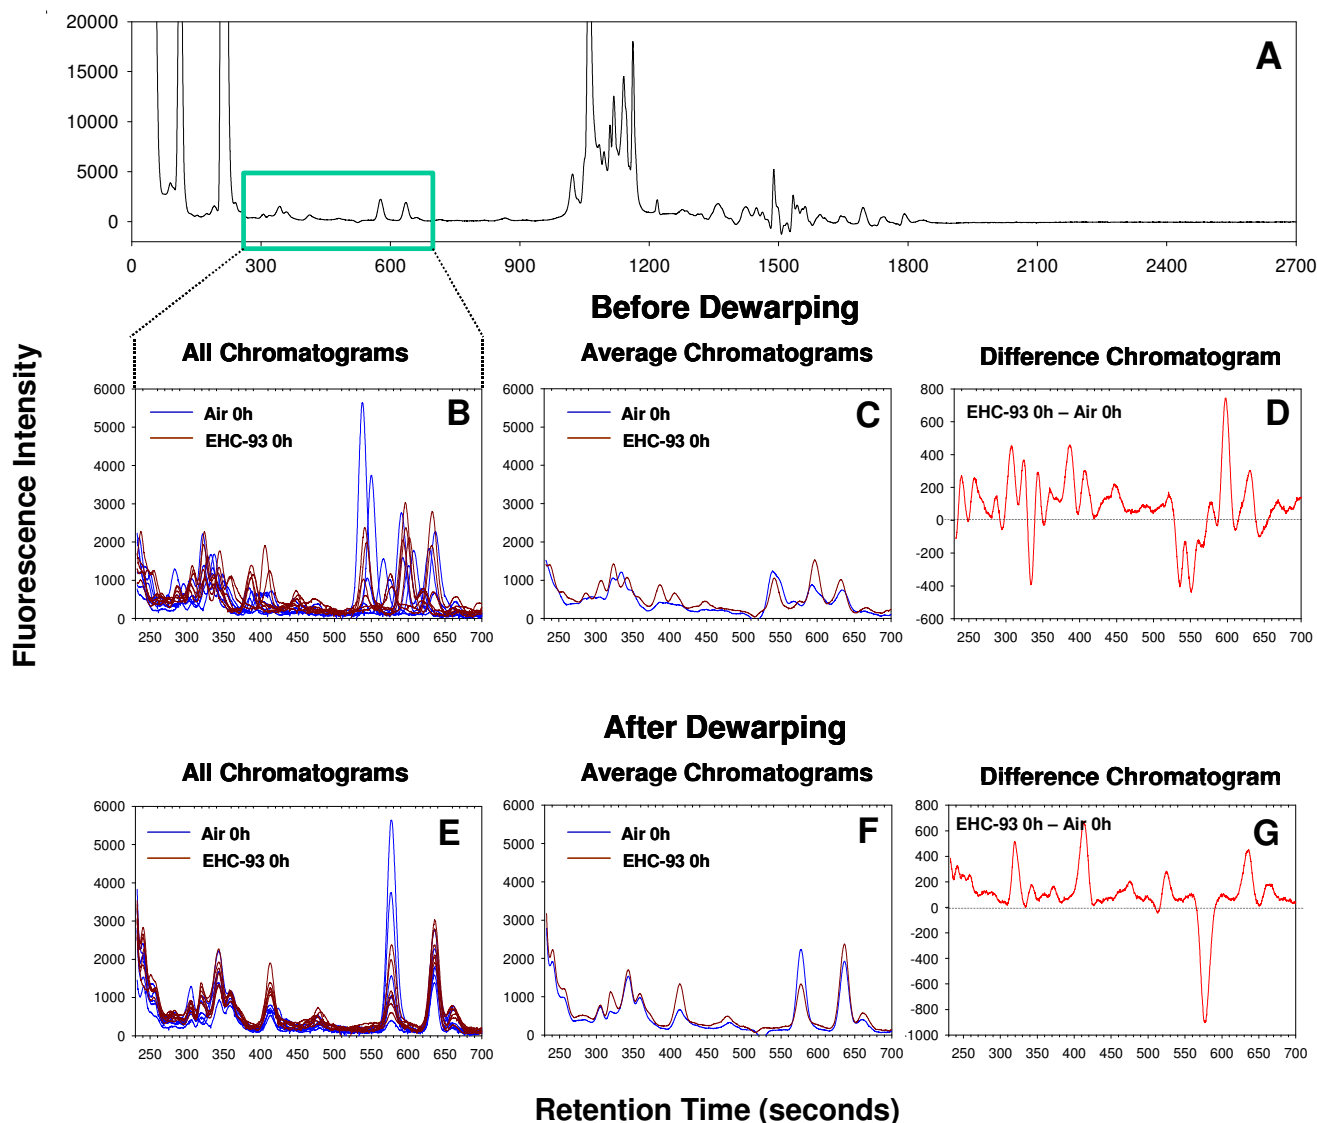 20000
15000
10000
5000
0
A
0 300 600 900 1200 1500 1800 2100 2400 2700
Before Dewarping
All Chromatograms Average Chromatograms Difference Chromatogram
Fluorescence Intensity
6000
5000
4000
3000
2000
1000
0
Air 0h
EHC-93 0h
B
250 300 350 400 450 500 550 600 650 700
6000
5000
4000
3000
2000
1000
0
Air 0h
EHC-93 0h
C
250 300 350 400 450 500 550 600 650 700
800
600
400
200
0
-200
-400
-600
EHC-93 0h – Air 0h
D
250 300 350 400 450 500 550 600 650 700
After Dewarping
All Chromatograms Average Chromatograms Difference Chromatogram
6000
5000
4000
3000
2000
1000
0
Air 0h
EHC-93 0h
E
250 300 350 400 450 500 550 600 650 700
6000
5000
4000
3000
2000
1000
0
Air 0h
EHC-93 0h
F
250 300 350 400 450 500 550 600 650 700
800
600
400
200
0
-200
-400
-600
-800
-1000
EHC-93 0h – Air 0h
G
250 300 350 400 450 500 550 600 650 700
Retention Time (seconds)